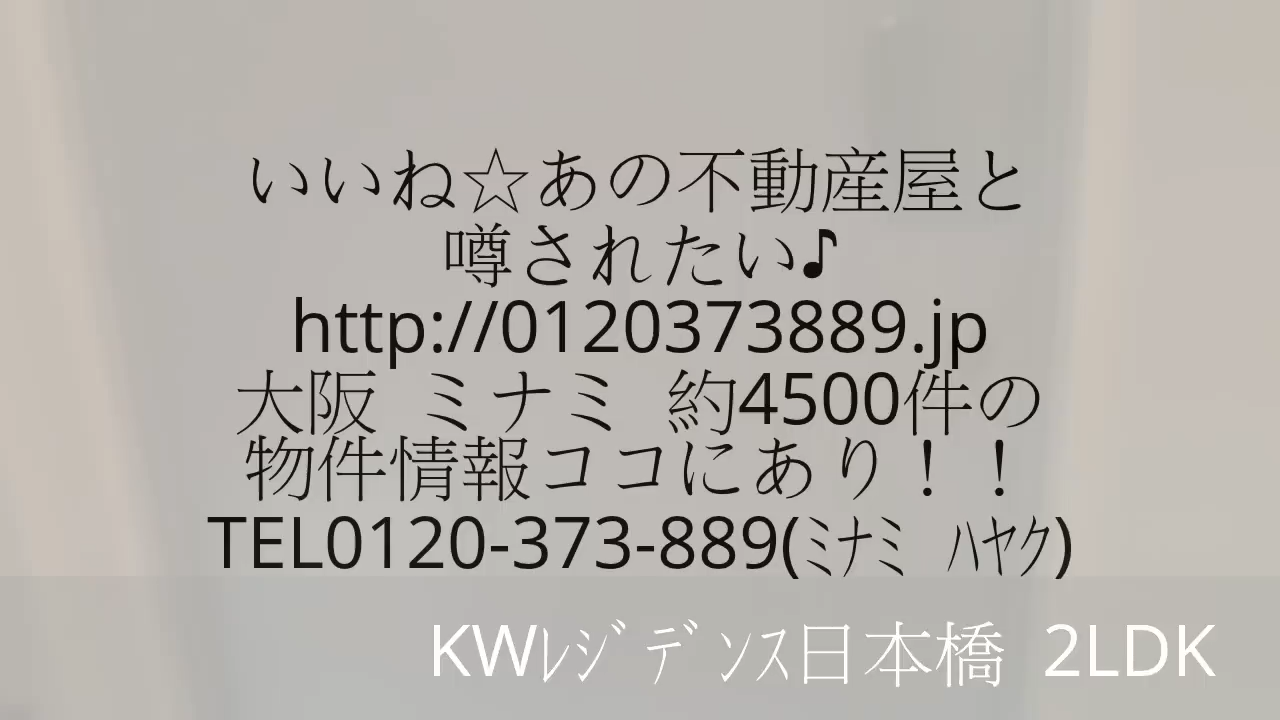 いいね☆あの不動産屋と
噂されたい♪
http://0120373889.jp
大阪 ミナミ 約4500件の
物件情報ココにあり！！
TEL0120-373-889(ﾐﾅﾐ ﾊﾔｸ)
KWﾚｼﾞﾃﾞﾝｽ日本橋 2LDK